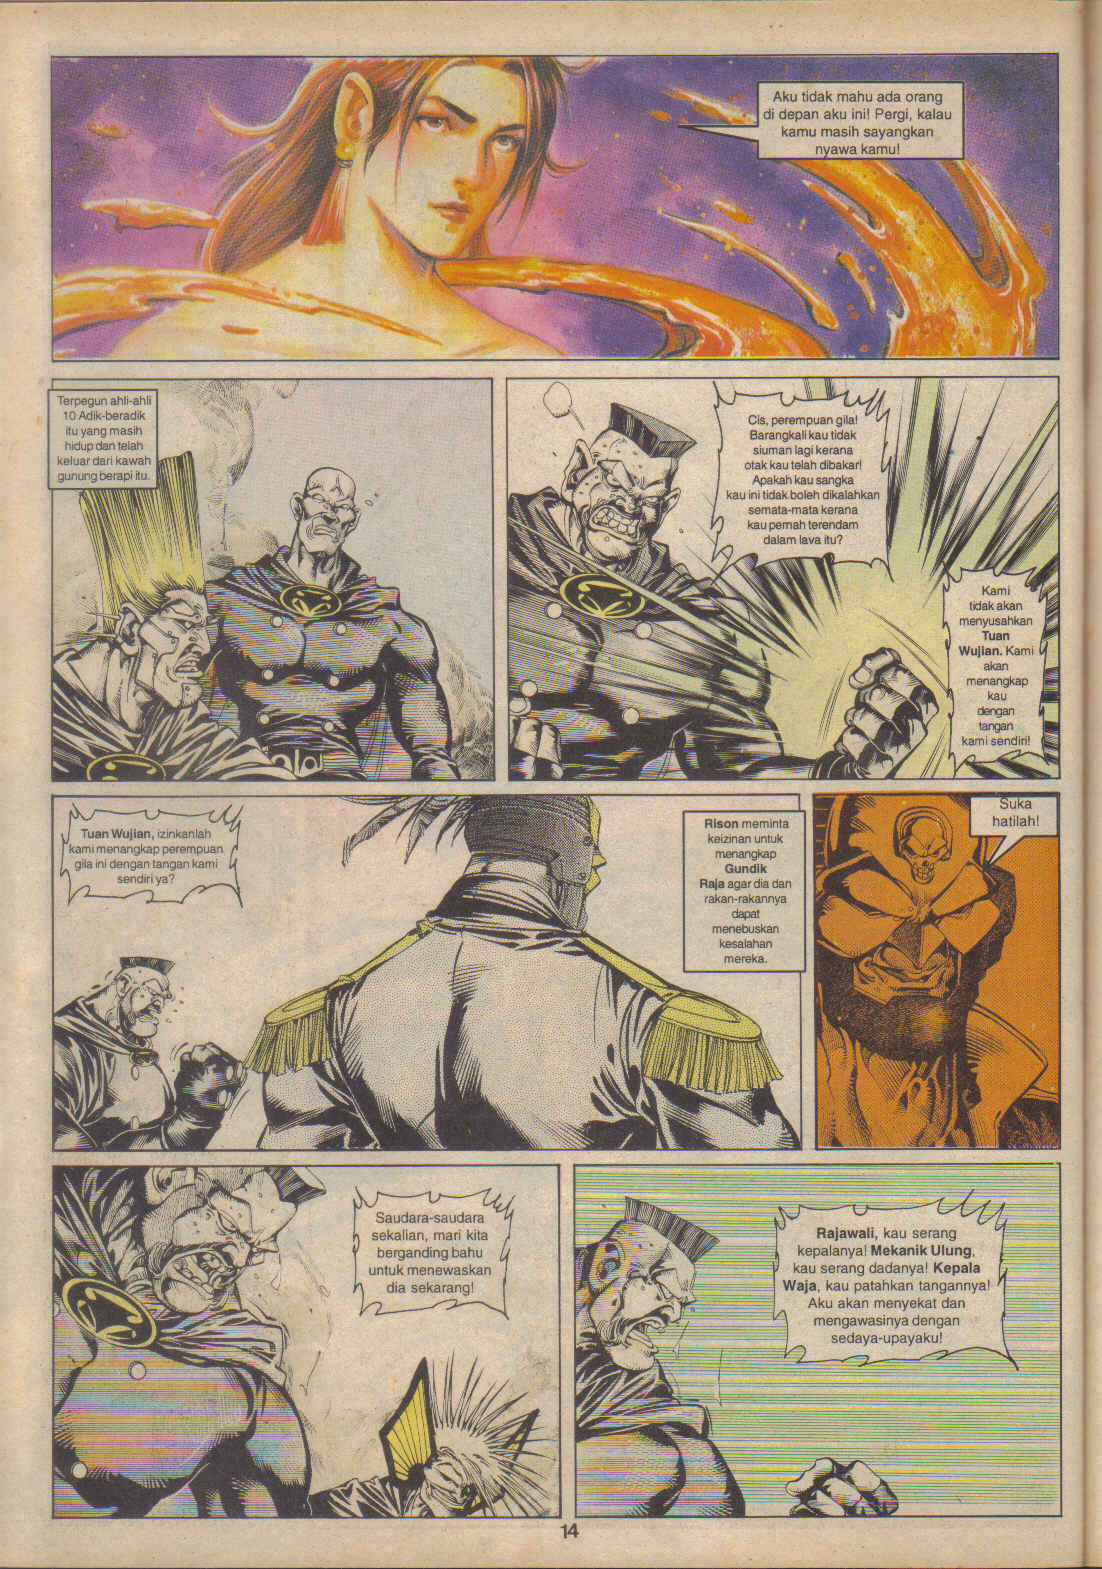 Aku tidak mahu ada orang
di depan aku ini! Pergi, kalau
kamu masih sayangkan
nyawa kamu!
Terpegun ahli-ahli
10 Adik-beradik
itu yang masih
hidup dan telah
keluar dari kawah
gunung berapi itu.
Cis, perempuan gila!
Barangkali kau tidak
siuman lagi kerana
otak kau telah dibakar!
Apakah kau sangka
kau ini tidak boleh dikalahkan
semata-mata kerana
kau pernah terendam
dalam lava itu?
Kami
tidak akan
menyusahkan
Tuan
Wujian. Kami
akan
menangkap
kau
dengan
tangan
kami sendiri!
Tuan Wujian, izinkanlah
kami menangkap perempuan
gila ini dengan tangan kami
sendiri ya?
Rison meminta
keizinan untuk
menangkap
Gundik
Raja agar dia dan
rakan-rakannya
dapat
menebuskan
kesalahan
mereka.
Suka
hatilah!
Saudara-saudara
sekalian, mari kita
berganding bahu
untuk menewaskan
dia sekarang!
Rajawali, kau serang
kepalanya! Mekanik Ulung,
kau serang dadanya! Kepala
Waja, kau patahkan tangannya!
Aku akan menyekat dan
mengawasinya dengan
sedaya-upayaku!
14